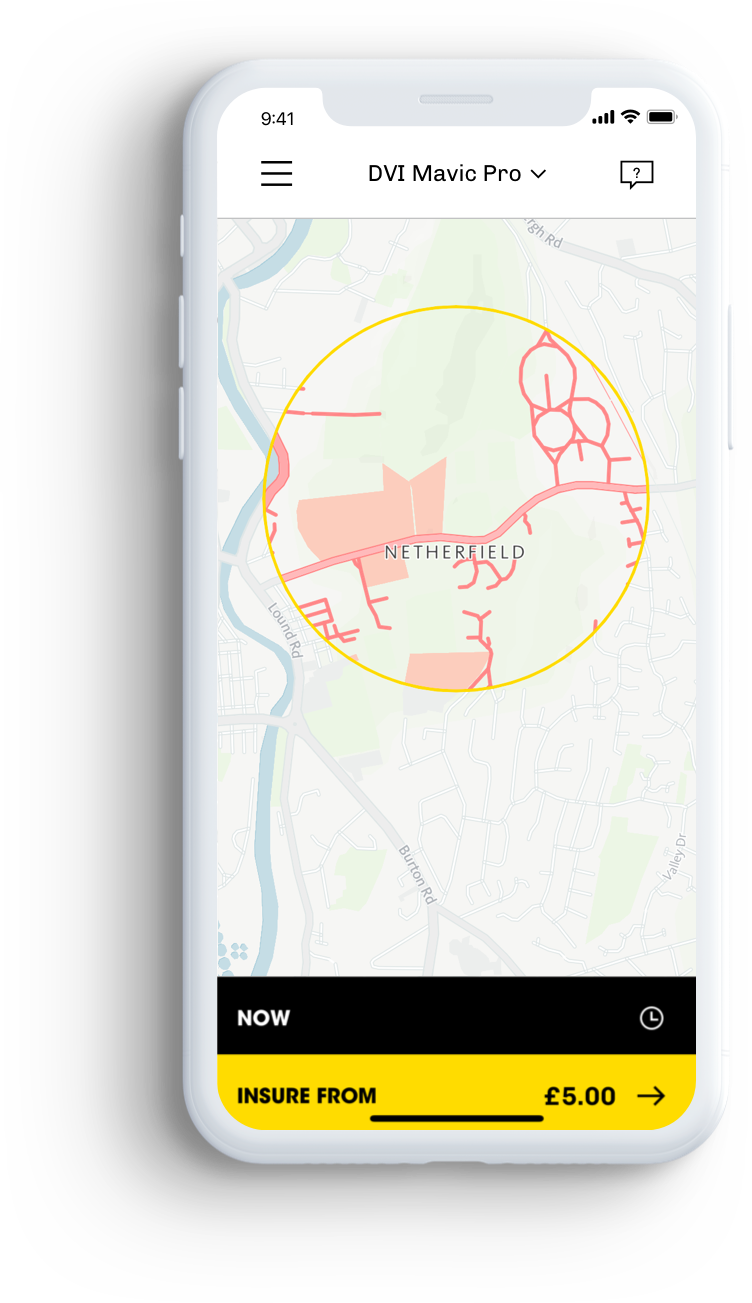 9:41
DVI Mavic Pro
?
rgh Rd
NETHERFIELD
Lound Rd
Burton Rd
Valley Dr
NOW
INSURE FROM £5.00